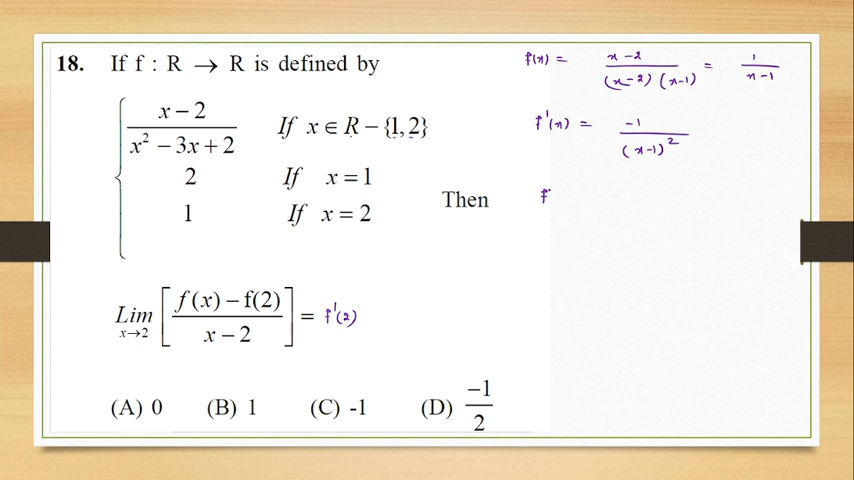 18. If f : R → R is defined by
x − 2 / x² − 3x + 2 If x ∈ R − {1, 2}
2 If x = 1
1 If x = 2 Then
Lim x→2 [ f(x) − f(2) / x − 2 ] = f'(2)
(A) 0 (B) 1 (C) -1 (D) −1/2
f(x) = x−2 / (x−2) (x−1) = 1 / x−1
f'(x) = −1 / (x−1)²
f